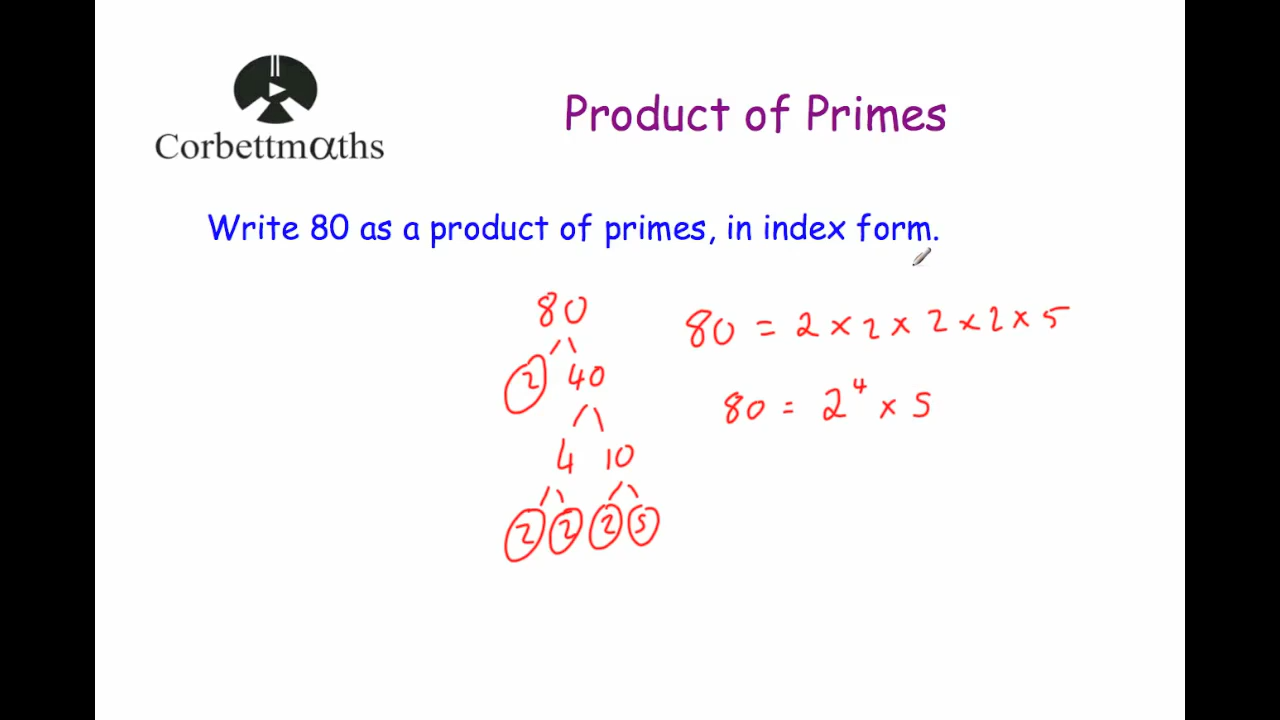 Corbettmαths
Product of Primes
Write 80 as a product of primes, in index form.
80
2 40
4 10
2 2 2 5
80 = 2 × 2 × 2 × 2 × 5
80 = 2⁴ × 5